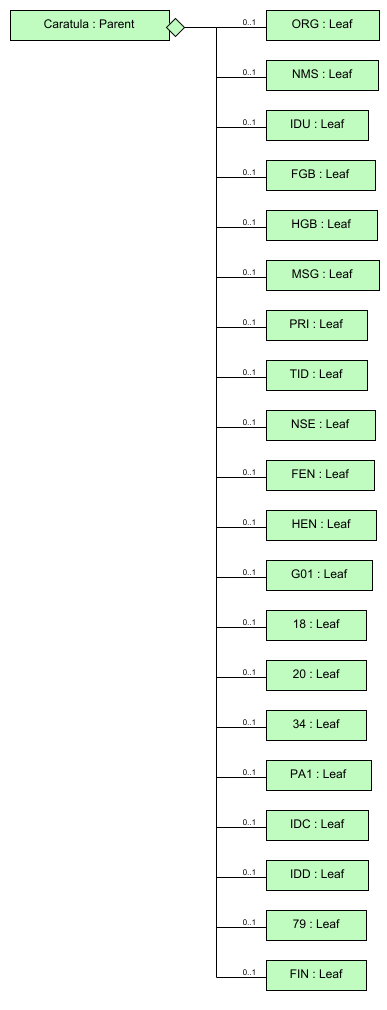 Caratula : Parent
0..1
ORG : Leaf
0..1
NMS : Leaf
0..1
IDU : Leaf
0..1
FGB : Leaf
0..1
HGB : Leaf
0..1
MSG : Leaf
0..1
PRI : Leaf
0..1
TID : Leaf
0..1
NSE : Leaf
0..1
FEN : Leaf
0..1
HEN : Leaf
0..1
G01 : Leaf
0..1
18 : Leaf
0..1
20 : Leaf
0..1
34 : Leaf
0..1
PA1 : Leaf
0..1
IDC : Leaf
0..1
IDD : Leaf
0..1
79 : Leaf
0..1
FIN : Leaf